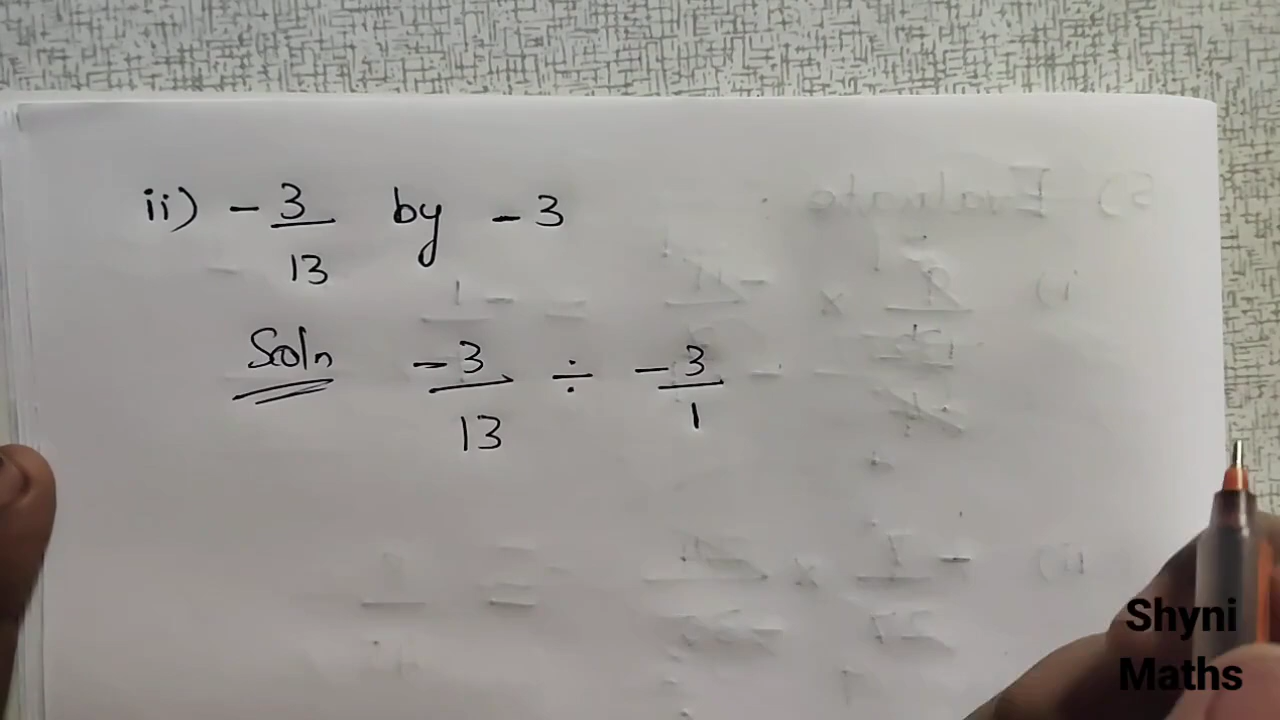 ii) -3/13 by -3
Soln -3/13 ÷ -3/1
Shyni
Maths